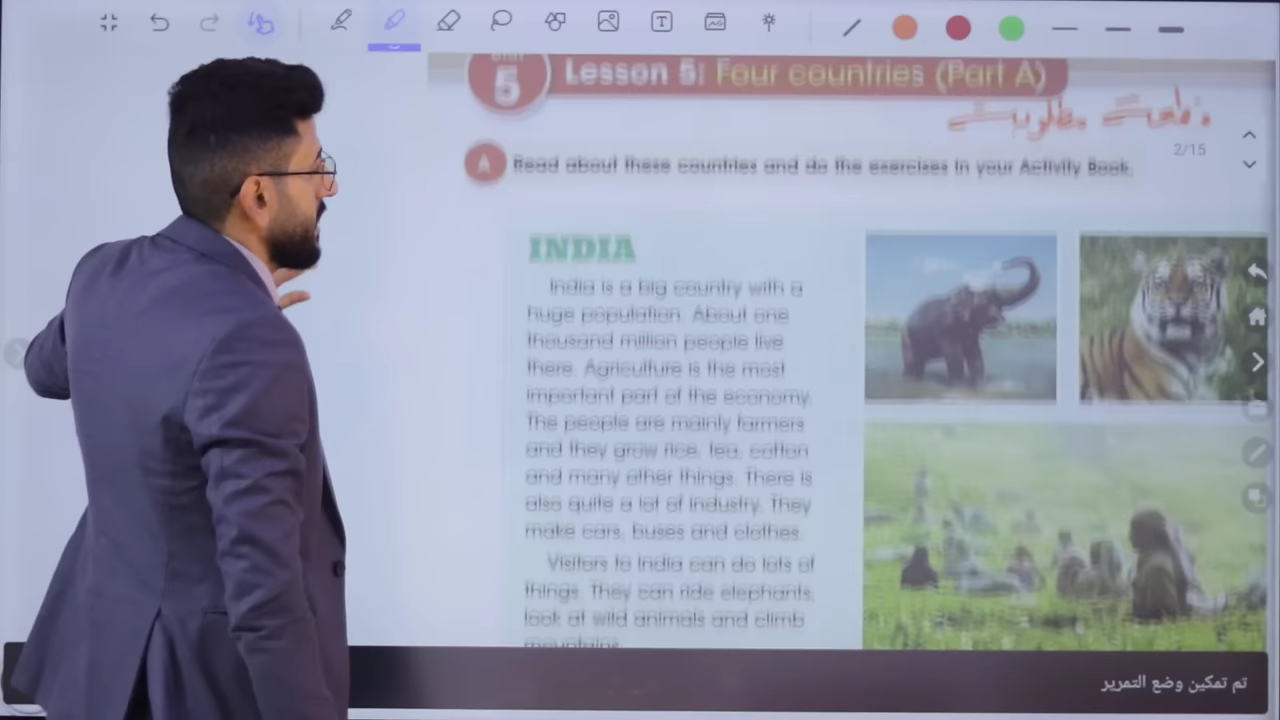 Unit
5
Lesson 5: Four countries (Part A)
قطعة مطلوبة
2/15
A
Read about these countries and do the exercises in your Activity Book.
INDIA
India is a big country with a
huge population. About one
thousand million people live
there. Agriculture is the most
important part of the economy.
The people are mainly farmers
and they grow rice, tea, cotton
and many other things. There is
also quite a lot of industry. They
make cars, buses and clothes.
Visitors to India can do lots of
things. They can ride elephants,
look at wild animals and climb
mountains.
تم تمكين وضع التمرير